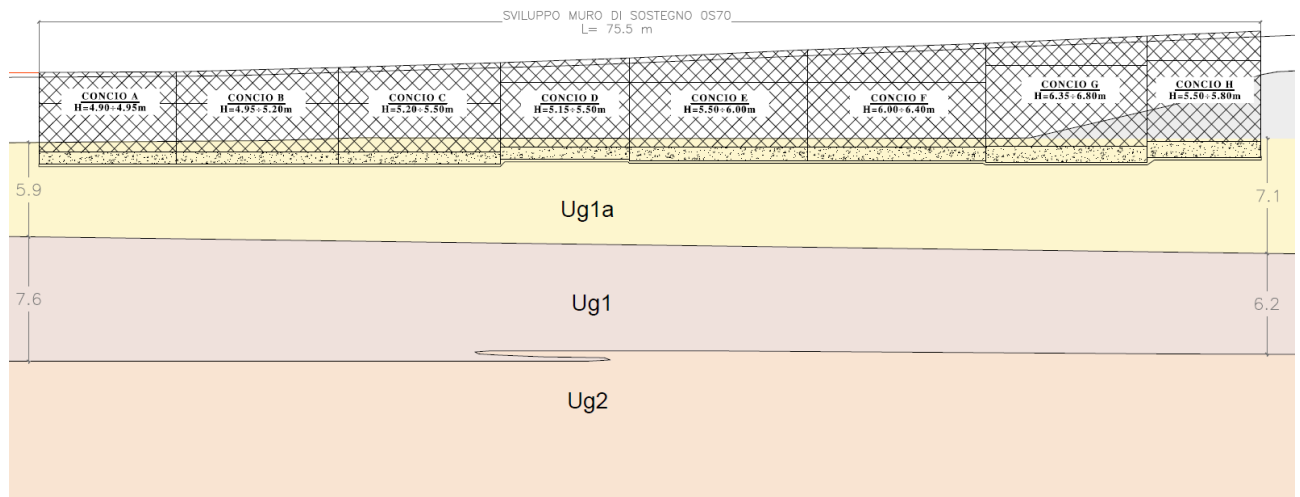 SVILUPPO MURO DI SOSTEGNO OS70
L= 75.5 m
CONCIO A
H=4.90÷4.95m
CONCIO B
H=4.95÷5.20m
CONCIO C
H=5.20÷5.50m
CONCIO D
H=5.15÷5.50m
CONCIO E
H=5.50÷6.00m
CONCIO F
H=6.00÷6.40m
CONCIO G
H=6.35÷6.80m
CONCIO H
H=5.50÷5.80m
5.9
7.1
Ug1a
7.6
Ug1
6.2
Ug2